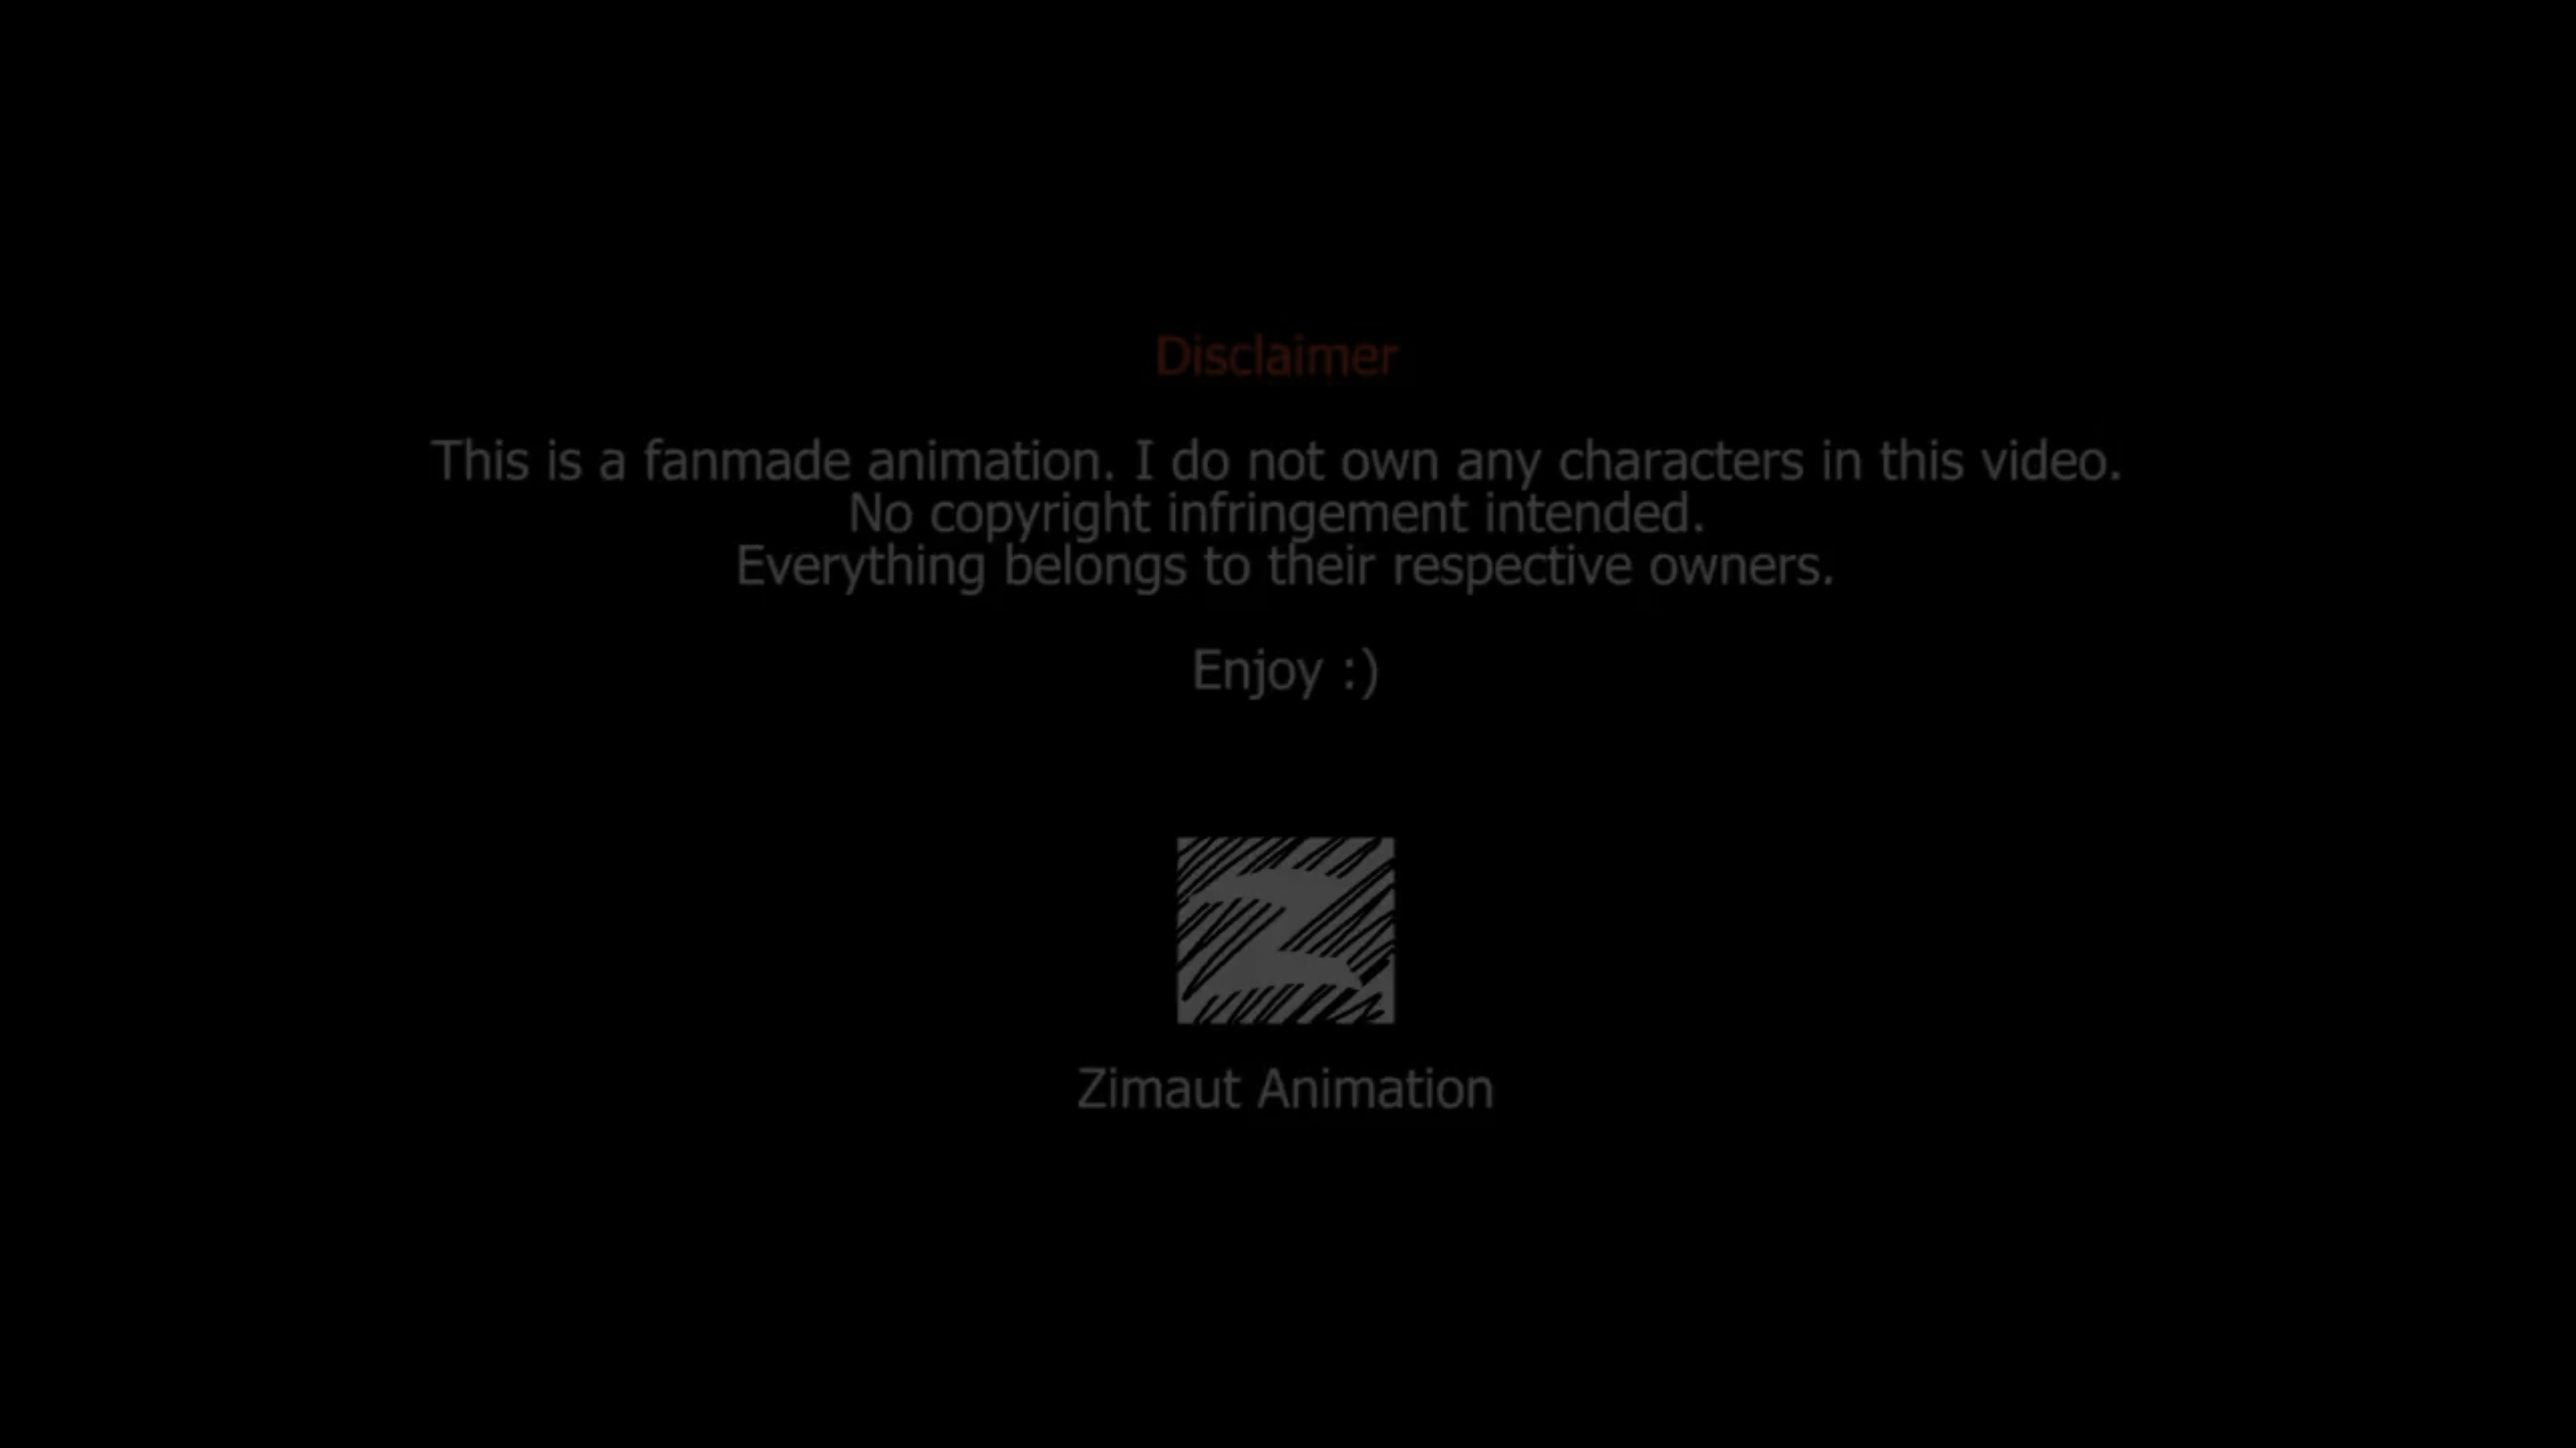 Disclaimer
This is a fanmade animation. I do not own any characters in this video.
No copyright infringement intended.
Everything belongs to their respective owners.
Enjoy :)
Z
Zimaut Animation